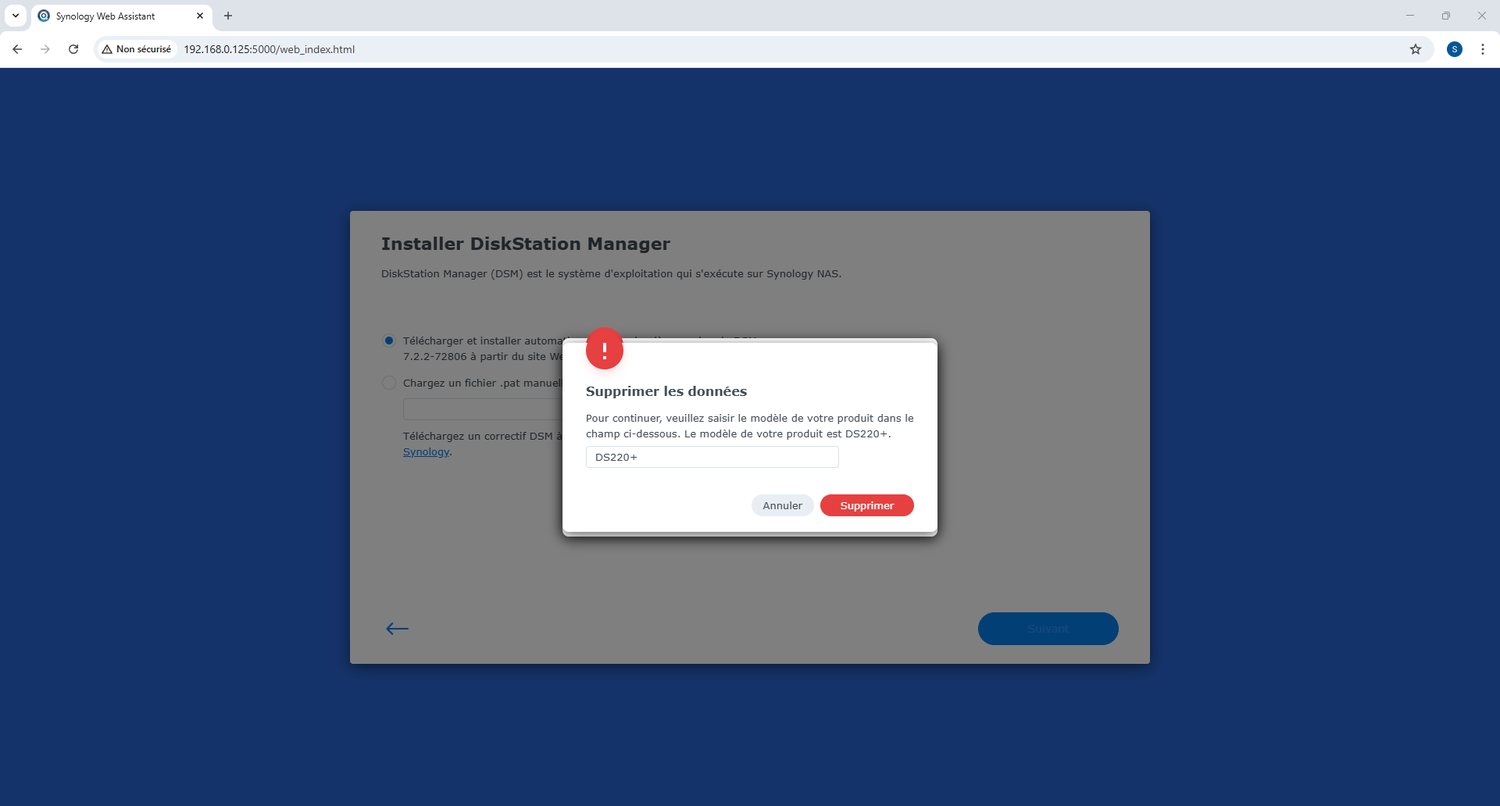 Synology Web Assistant
Non sécurisé
192.168.0.125:5000/web_index.html
S
Installer DiskStation Manager
DiskStation Manager (DSM) est le système d'exploitation qui s'exécute sur Synology NAS.
Télécharger et installer
7.2.2-72806 à partir du site
Chargez un fichier .pat
Téléchargez un correctif DSM
Synology.
!
Supprimer les données
Pour continuer, veuillez saisir le modèle de votre produit dans le
champ ci-dessous. Le modèle de votre produit est DS220+.
DS220+
Annuler
Supprimer
Suivant